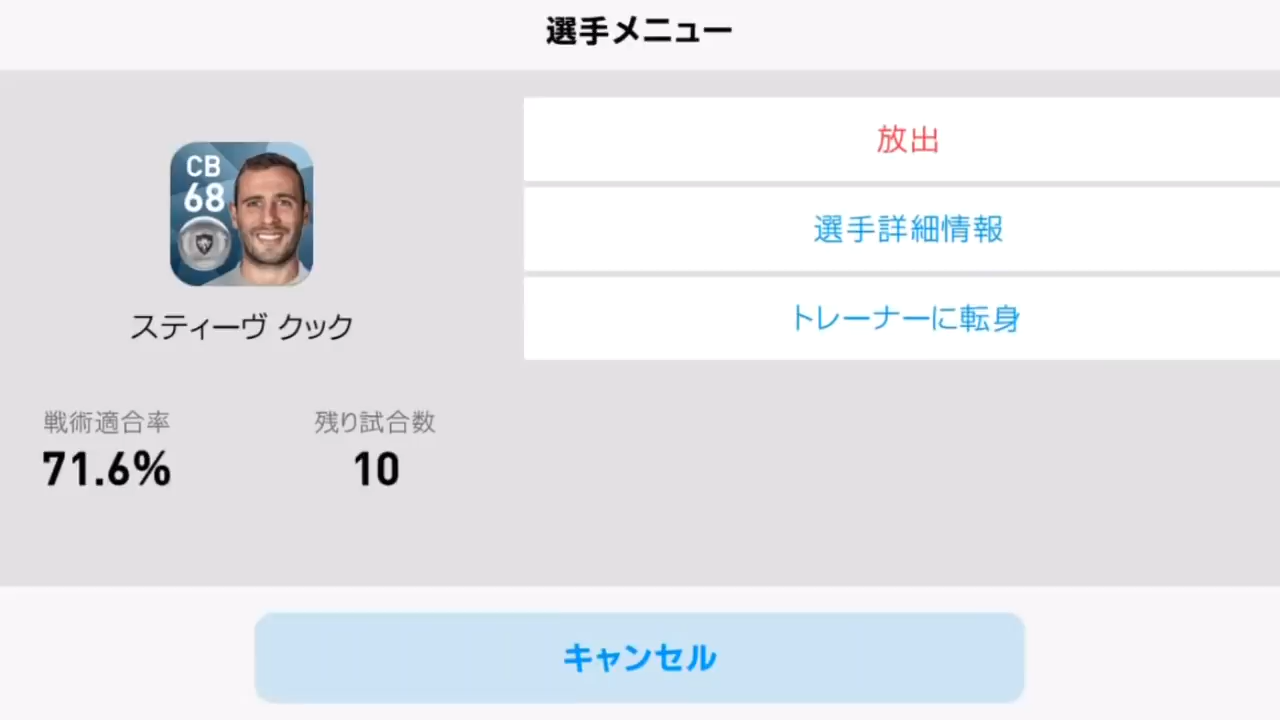 選手メニュー
CB
68
スティーヴ クック
戦術適合率
71.6%
残り試合数
10
放出
選手詳細情報
トレーナーに転身
キャンセル